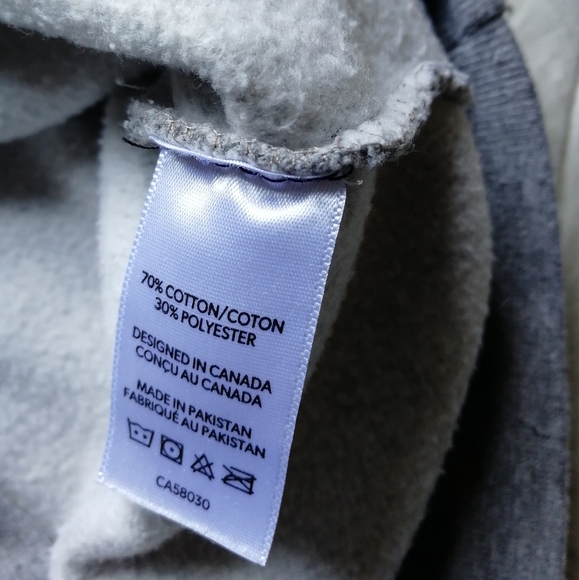 70% COTTON/COTON
30% POLYESTER
DESIGNED IN CANADA
CONÇU AU CANADA
MADE IN PAKISTAN
FABRIQUÉ AU PAKISTAN
CA58030